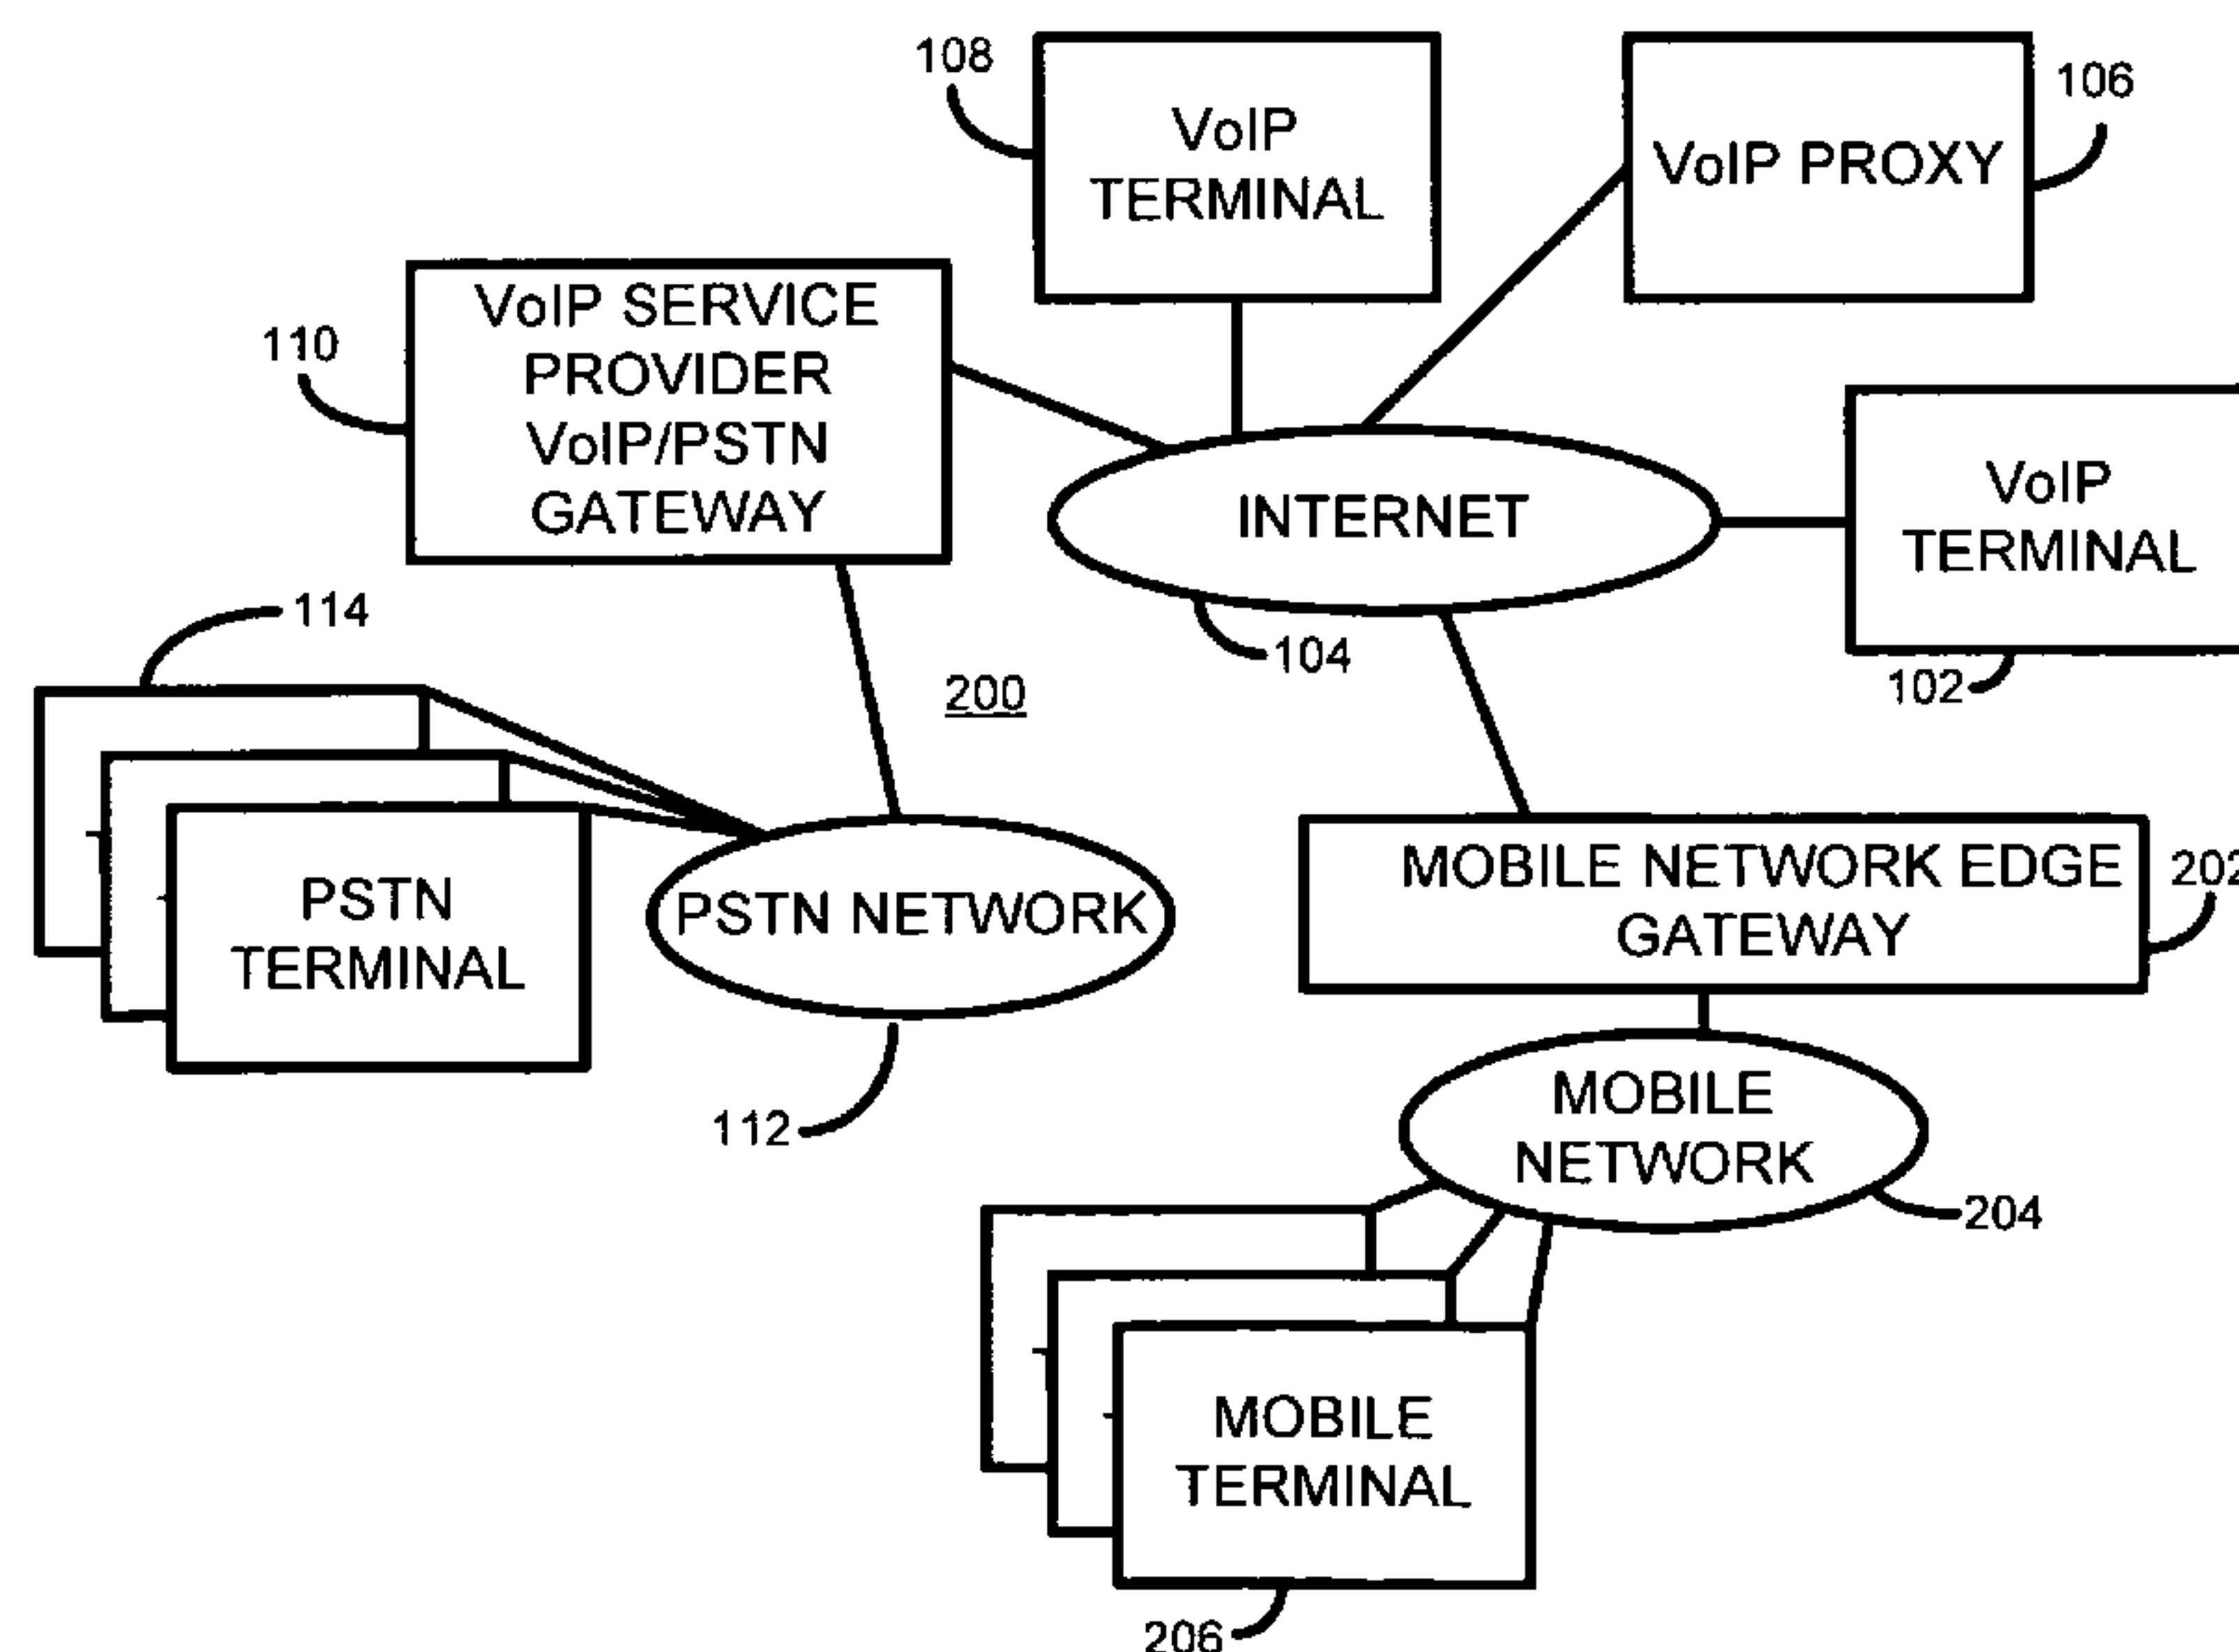 108
VoIP
TERMINAL
106
VoIP PROXY
110
VoIP SERVICE
PROVIDER
VoIP/PSTN
GATEWAY
INTERNET
VoIP
TERMINAL
114
104
102
200
PSTN
TERMINAL
PSTN NETWORK
MOBILE NETWORK EDGE
GATEWAY
202
112
MOBILE
NETWORK
204
MOBILE
TERMINAL
206